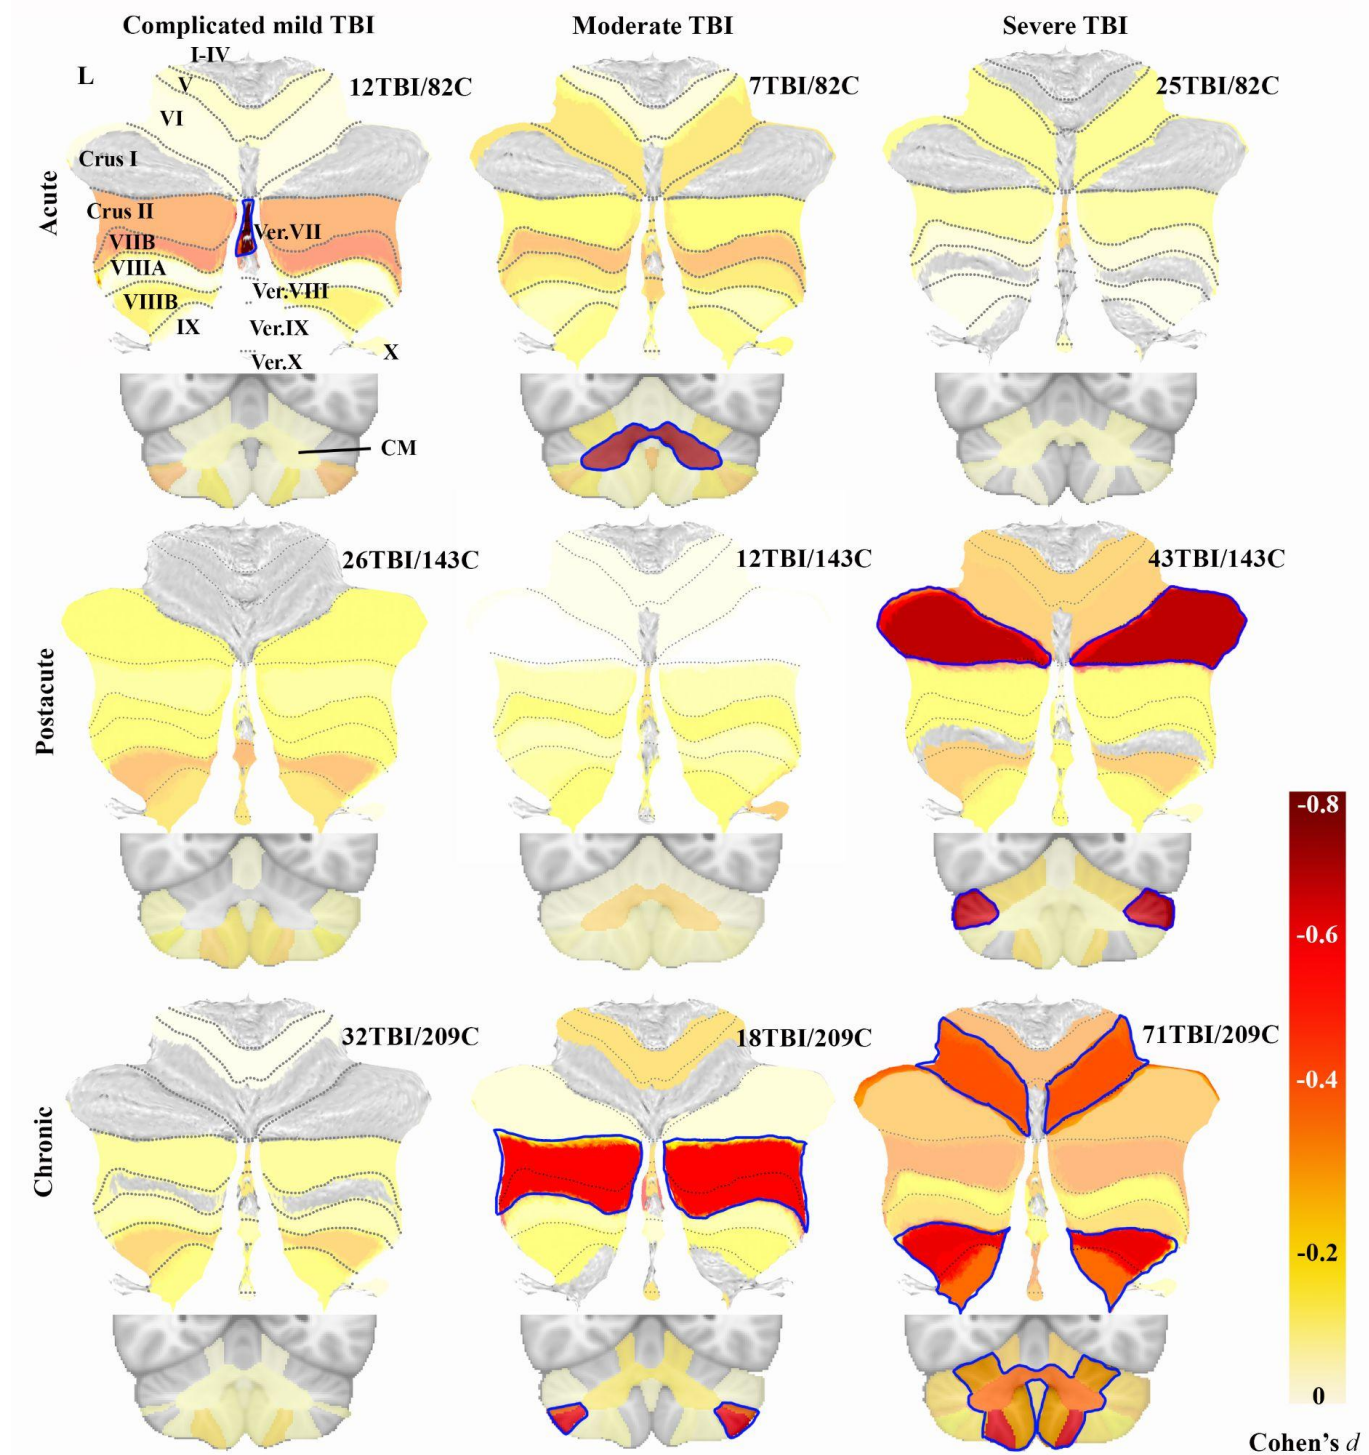 Complicated mild TBI
Moderate TBI
Severe TBI
I-IV
L
V
12TBI/82C
7TBI/82C
25TBI/82C
VI
Crus I
Acute
Crus II
Ver.VII
VIIB
VIIIA
Ver.VIII
VIIIB
IX
Ver.IX
X
Ver.X
CM
26TBI/143C
12TBI/143C
43TBI/143C
Postacute
-0.8
-0.6
32TBI/209C
18TBI/209C
71TBI/209C
-0.4
Chronic
-0.2
0
Cohen's d